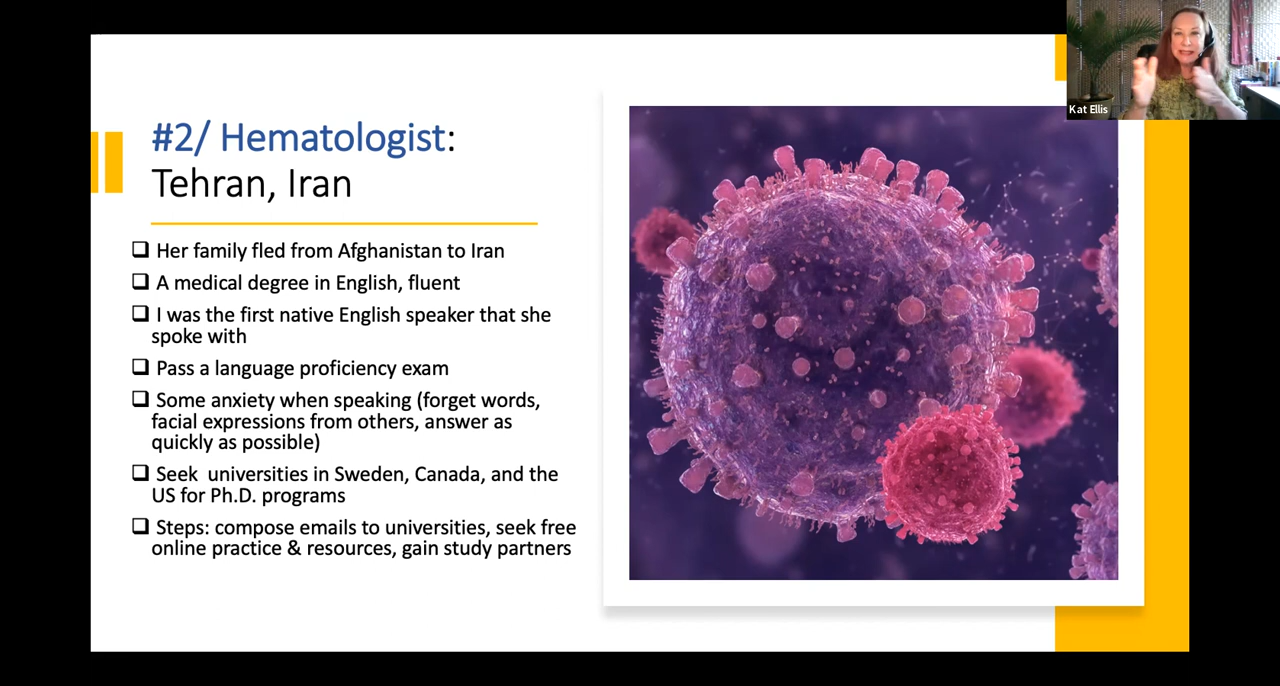 Kat Ellis
#2/ Hematologist:
Tehran, Iran
❑ Her family fled from Afghanistan to Iran
❑ A medical degree in English, fluent
❑ I was the first native English speaker that she
spoke with
❑ Pass a language proficiency exam
❑ Some anxiety when speaking (forget words,
facial expressions from others, answer as
quickly as possible)
❑ Seek  universities in Sweden, Canada, and the
US for Ph.D. programs
❑ Steps: compose emails to universities, seek free
online practice & resources, gain study partners